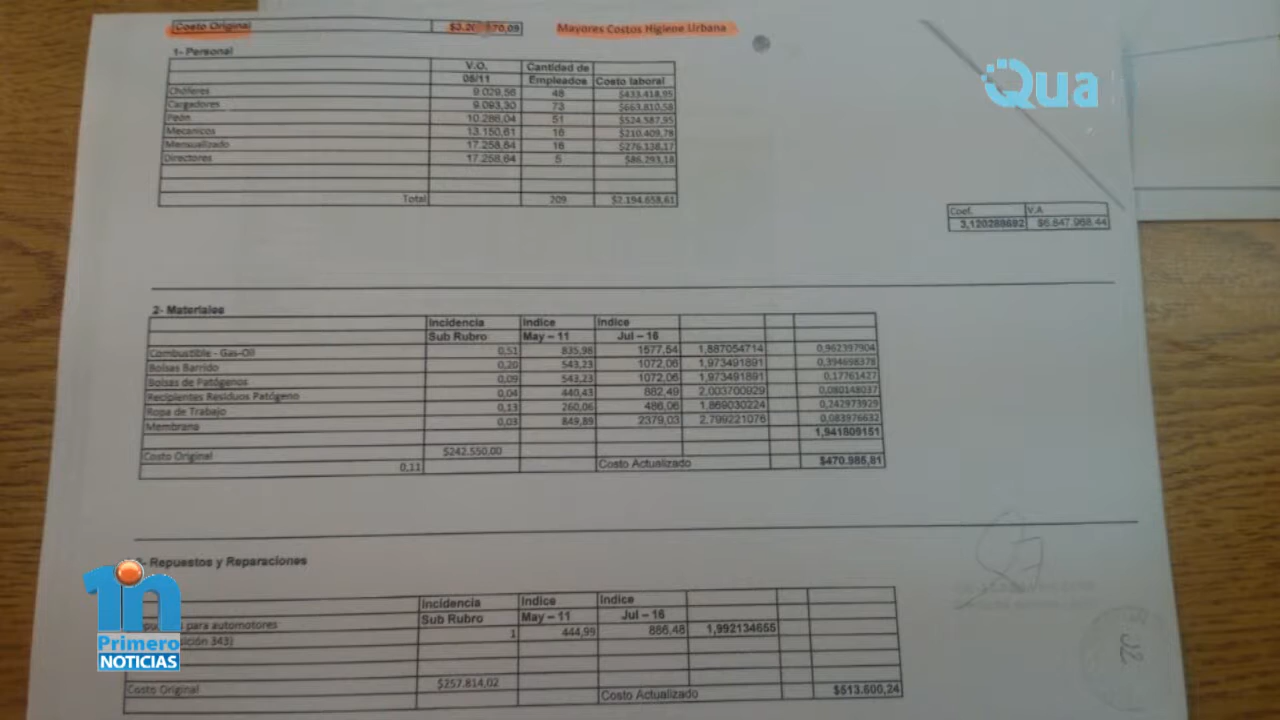 Costo Original Mayores Costos Higiene Urbana
Qua
1- Personal
V.O. Cantidad de
08/11 Empleados Costo laboral
Choferes 9.029,56 48 $433.418,95
Cargadores 9.093,30 73 $663.810,58
Peón 10.286,04 51 $524.587,95
Mecanicos 13.150,61 16 $210.409,78
Mensualizado 17.258,64 16 $276.138,17
Directores 17.258,64 5 $86.293,18
Total 209 $2.194.658,61
Coef. V.A
3,120288692 $6.847.968,44
2- Materiales
Incidencia Indice Indice
Sub Rubro May – 11 Jul – 16
Combustible - Gas-Oil 0,51 835,98 1577,54 1,887054714 0,962397904
Bolsas Barrido 0,20 543,23 1072,06 1,973491891 0,394698378
Bolsas de Patógenos 0,09 543,23 1072,06 1,973491891 0,17761427
Recipientes Residuos Patógeno 0,04 440,43 882,49 2,003700929 0,080148037
Ropa de Trabajo 0,13 260,06 486,06 1,869030224 0,242973929
Membrana 0,03 849,89 2379,03 2,799221076 0,083976632
1,941809151
Costo Original $242.550,00
0,11 Costo Actualizado $470.985,81
- Repuestos y Reparaciones
Incidencia Indice Indice
Sub Rubro May – 11 Jul – 16
para automotores 1 444,99 886,48 1,992134655
343)
Costo Original $257.814,02 Costo Actualizado $513.600,24
1n
Primero
NOTICIAS